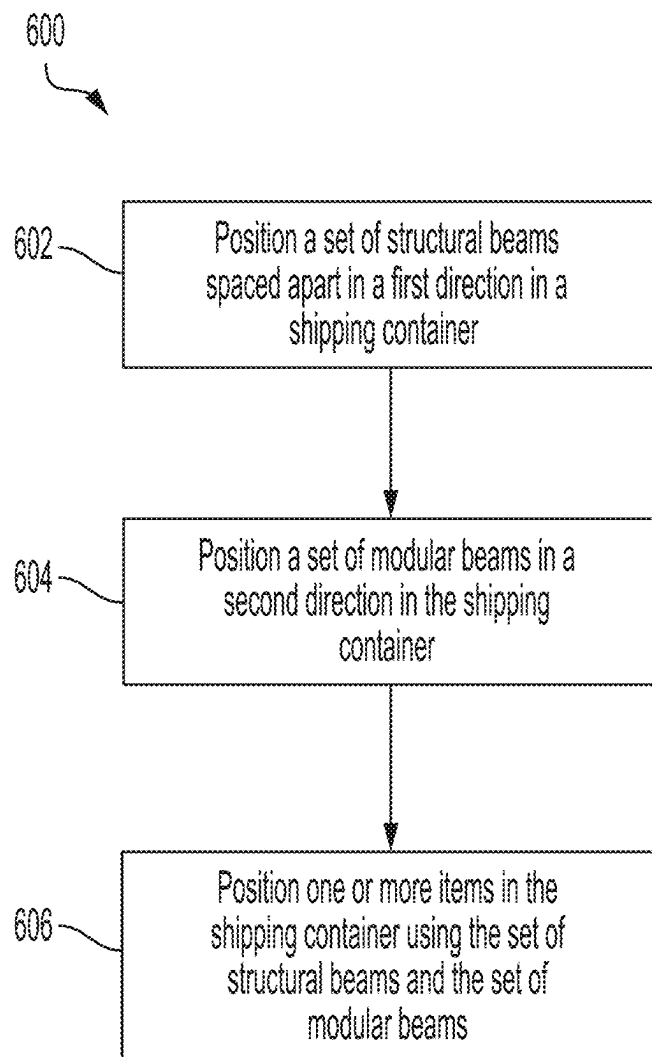 600
602
Position a set of structural beams
spaced apart in a first direction in a
shipping container
604
Position a set of modular beams in a
second direction in the shipping
container
606
Position one or more items in the
shipping container using the set of
structural beams and the set of
modular beams